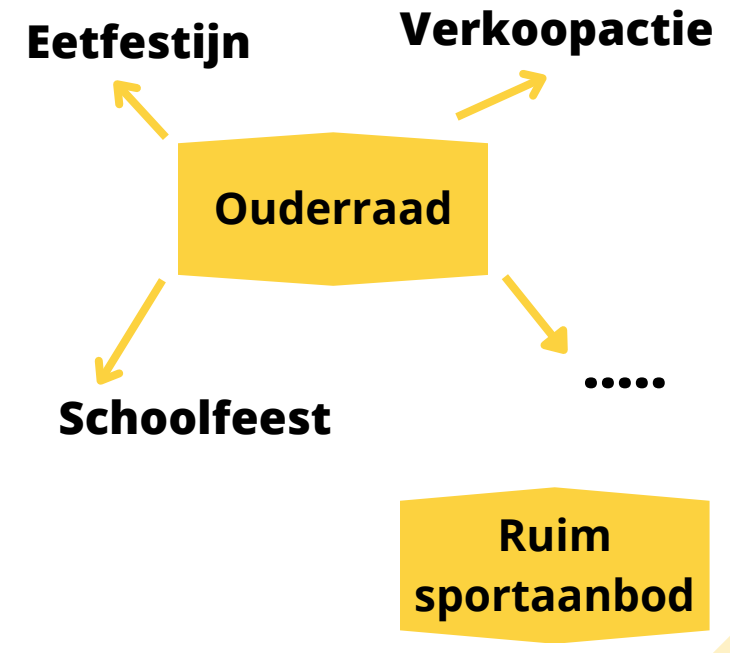 Eetfestijn
Verkoopactie
Ouderraad
.....
Schoolfeest
Ruim
sportaanbod